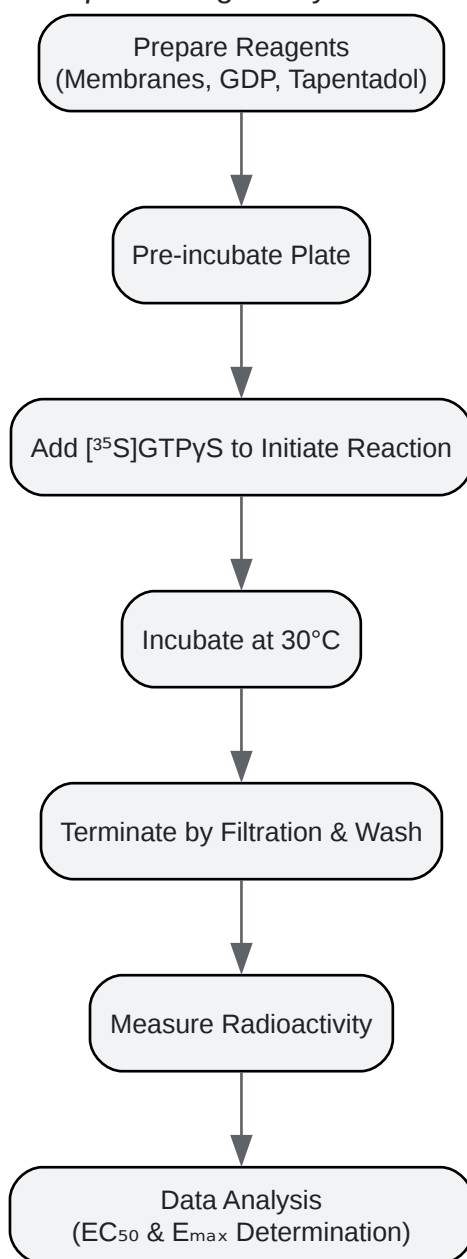 Prepare Reagents
(Membranes, GDP, Tapentadol)
Pre-incubate Plate
Add [³⁵S]GTPγS to Initiate Reaction
Incubate at 30°C
Terminate by Filtration & Wash
Measure Radioactivity
Data Analysis
(EC₅₀ & Eₘₐₓ Determination)